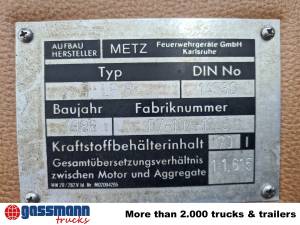 AUFBAU METZ Feuerwehrgeräte GmbH
HERSTELLER Karlsruhe
Typ DIN No
Baujahr Fabriknummer
Kraftstoffbehälterinhalt l
Gesamtübersetzungsverhältnis
zwischen Motor und Aggregate
gassmann
trucks
More than 2.000 trucks & trailers